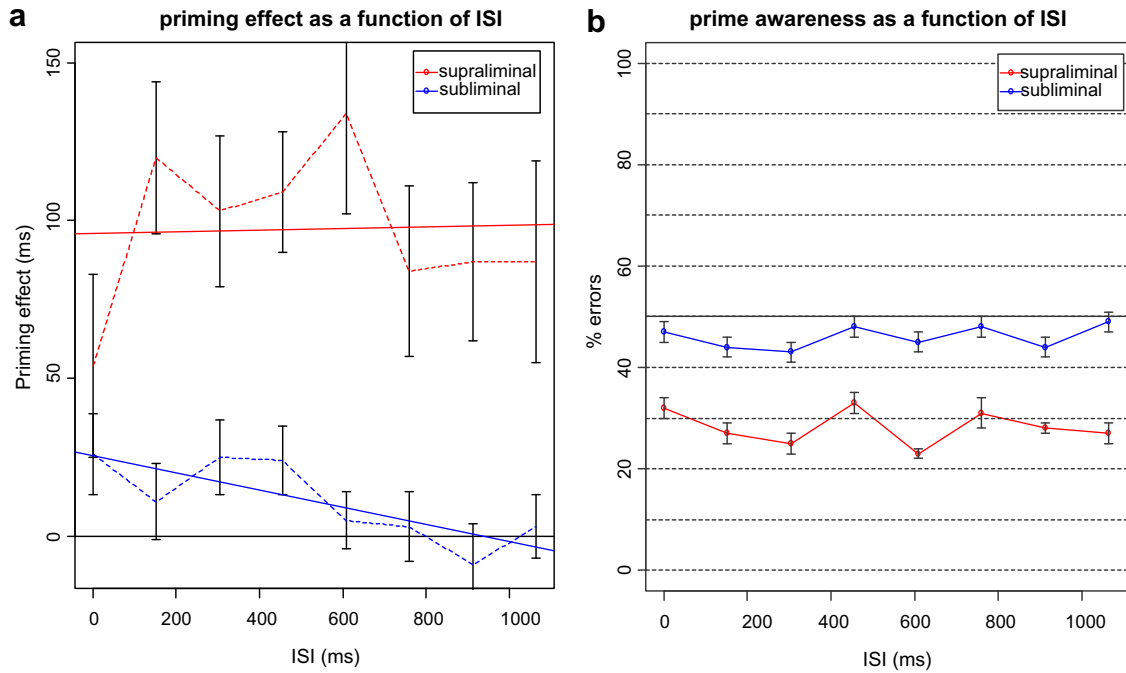 a
priming effect as a function of ISI
supraliminal
subliminal
Priming effect (ms)
150
100
50
0
0 200 400 600 800 1000
ISI (ms)
b
prime awareness as a function of ISI
supraliminal
subliminal
% errors
100
80
60
40
20
0
0 200 400 600 800 1000
ISI (ms)